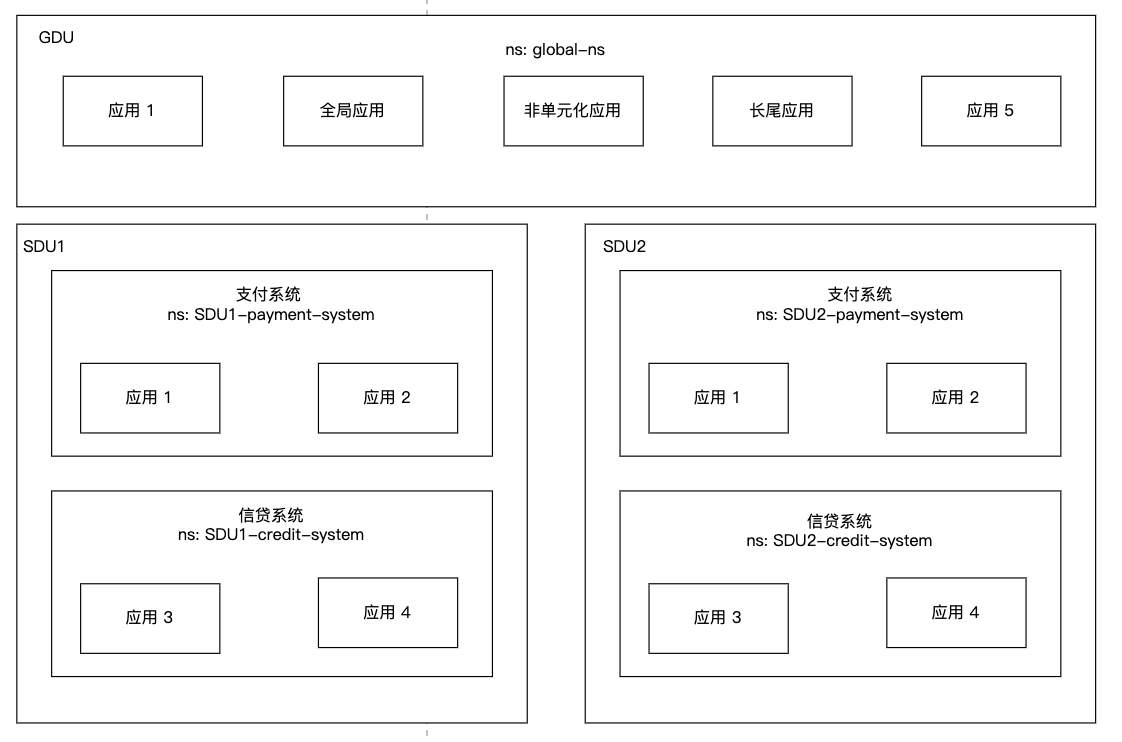 GDU
ns: global-ns
应用 1
全局应用
非单元化应用
长尾应用
应用 5
SDU1
支付系统
ns: SDU1-payment-system
应用 1
应用 2
信贷系统
ns: SDU1-credit-system
应用 3
应用 4
SDU2
支付系统
ns: SDU2-payment-system
应用 1
应用 2
信贷系统
ns: SDU2-credit-system
应用 3
应用 4